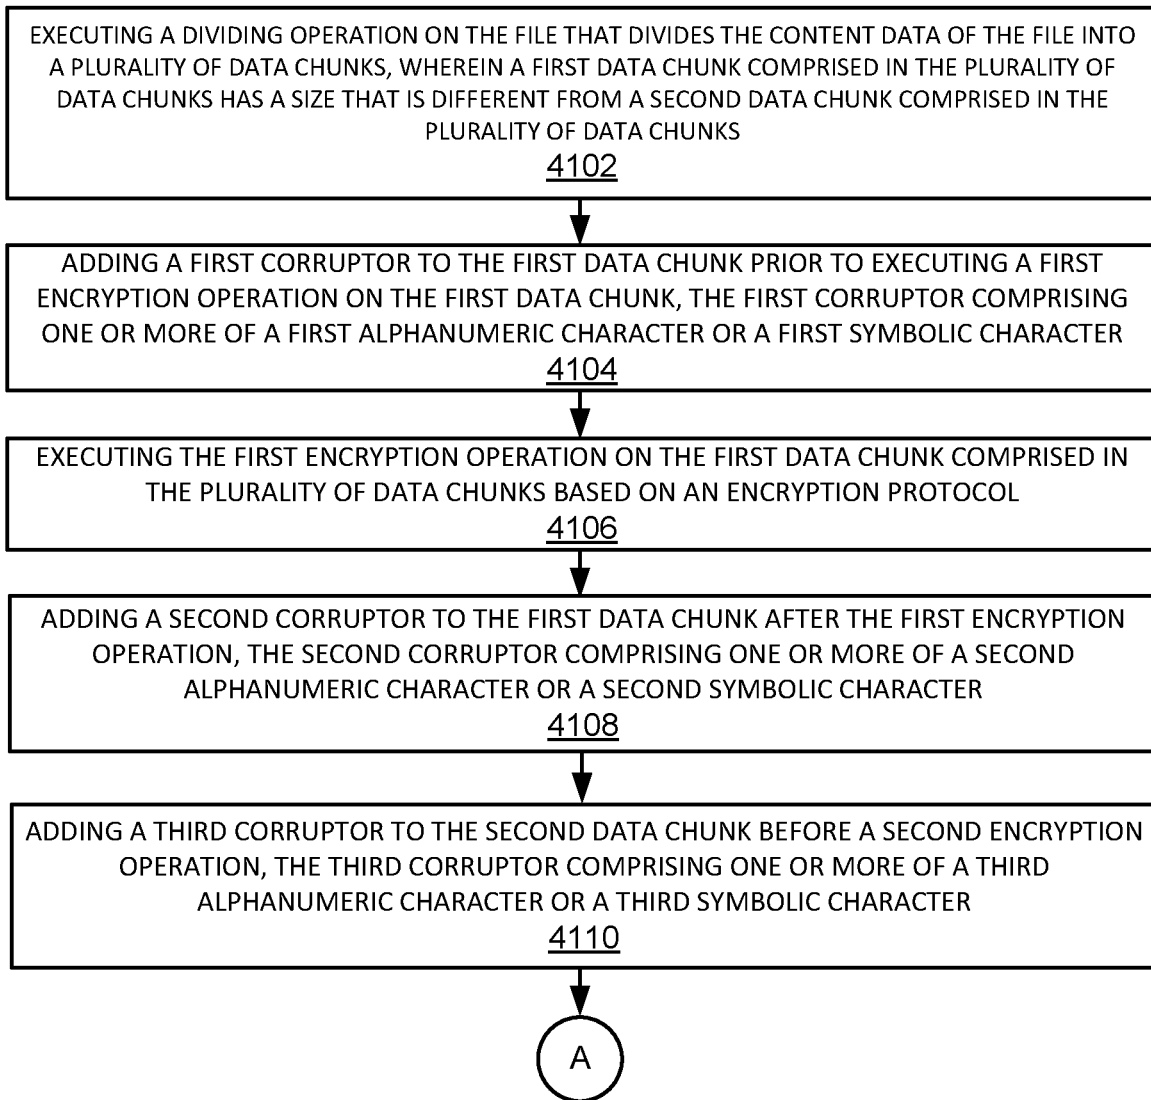 EXECUTING A DIVIDING OPERATION ON THE FILE THAT DIVIDES THE CONTENT DATA OF THE FILE INTO
A PLURALITY OF DATA CHUNKS, WHEREIN A FIRST DATA CHUNK COMPRISED IN THE PLURALITY OF
DATA CHUNKS HAS A SIZE THAT IS DIFFERENT FROM A SECOND DATA CHUNK COMPRISED IN THE
PLURALITY OF DATA CHUNKS
4102
ADDING A FIRST CORRUPTOR TO THE FIRST DATA CHUNK PRIOR TO EXECUTING A FIRST
ENCRYPTION OPERATION ON THE FIRST DATA CHUNK, THE FIRST CORRUPTOR COMPRISING
ONE OR MORE OF A FIRST ALPHANUMERIC CHARACTER OR A FIRST SYMBOLIC CHARACTER
4104
EXECUTING THE FIRST ENCRYPTION OPERATION ON THE FIRST DATA CHUNK COMPRISED IN
THE PLURALITY OF DATA CHUNKS BASED ON AN ENCRYPTION PROTOCOL
4106
ADDING A SECOND CORRUPTOR TO THE FIRST DATA CHUNK AFTER THE FIRST ENCRYPTION
OPERATION, THE SECOND CORRUPTOR COMPRISING ONE OR MORE OF A SECOND
ALPHANUMERIC CHARACTER OR A SECOND SYMBOLIC CHARACTER
4108
ADDING A THIRD CORRUPTOR TO THE SECOND DATA CHUNK BEFORE A SECOND ENCRYPTION
OPERATION, THE THIRD CORRUPTOR COMPRISING ONE OR MORE OF A THIRD
ALPHANUMERIC CHARACTER OR A THIRD SYMBOLIC CHARACTER
4110
A